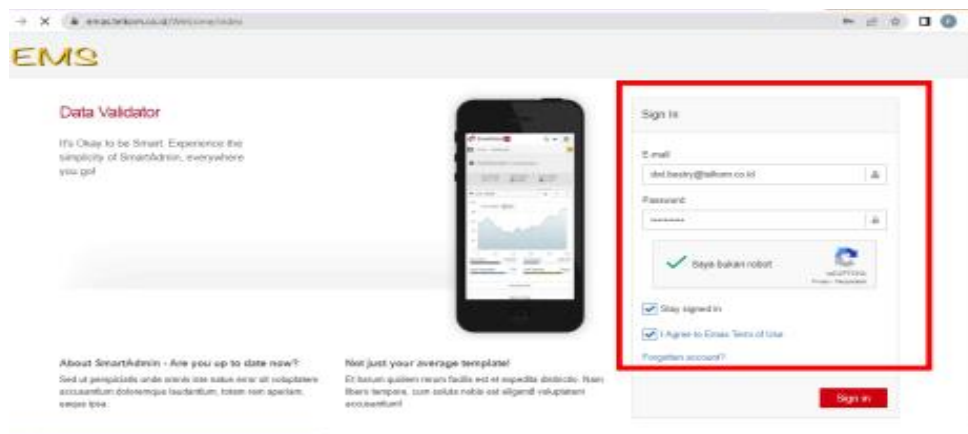 EMS
Data Validator
It's Okay to be Smart. Experience the
simplicity of SmartAdmin, everywhere
you go!
Sign In
E-mail
Password
Saya bukan robot
reCAPTCHA
Stay signed in
I Agree to Emas Term of Use
Forgotten account?
Sign in
About SmartAdmin - Are you up to date now?
Sed ut perspiciatis unde omnis iste natus error sit voluptatem
accusantium doloremque laudantium, totam rem aperiam,
eaque ipsa.
Not just your average template!
Et harum quidem rerum facilis est et expedita distinctio. Nam
libero tempore, cum soluta nobis est eligendi voluptatem
accusantium!